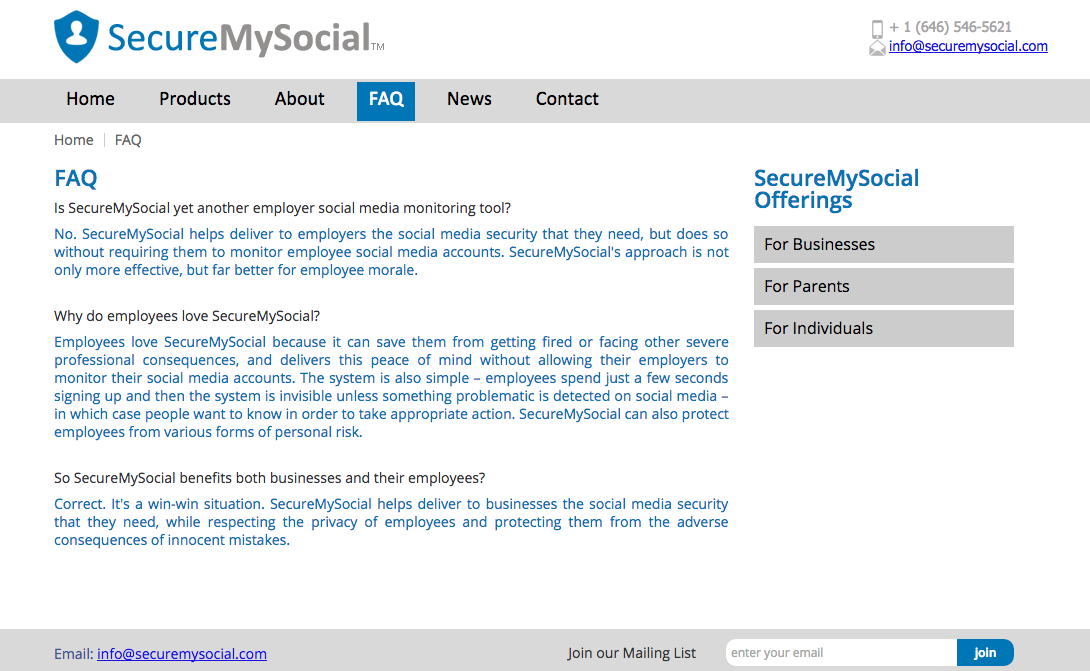 SecureMySocial™
+ 1 (646) 546-5621
info@securemysocial.com
Home Products About FAQ News Contact
Home FAQ
FAQ
Is SecureMySocial yet another employer social media monitoring tool?
No. SecureMySocial helps deliver to employers the social media security that they need, but does so
without requiring them to monitor employee social media accounts. SecureMySocial's approach is not
only more effective, but far better for employee morale.
Why do employees love SecureMySocial?
Employees love SecureMySocial because it can save them from getting fired or facing other severe
professional consequences, and delivers this peace of mind without allowing their employers to
monitor their social media accounts. The system is also simple – employees spend just a few seconds
signing up and then the system is invisible unless something problematic is detected on social media –
in which case people want to know in order to take appropriate action. SecureMySocial can also protect
employees from various forms of personal risk.
So SecureMySocial benefits both businesses and their employees?
Correct. It's a win-win situation. SecureMySocial helps deliver to businesses the social media security
that they need, while respecting the privacy of employees and protecting them from the adverse
consequences of innocent mistakes.
SecureMySocial
Offerings
For Businesses
For Parents
For Individuals
Email: info@securemysocial.com
Join our Mailing List enter your email join